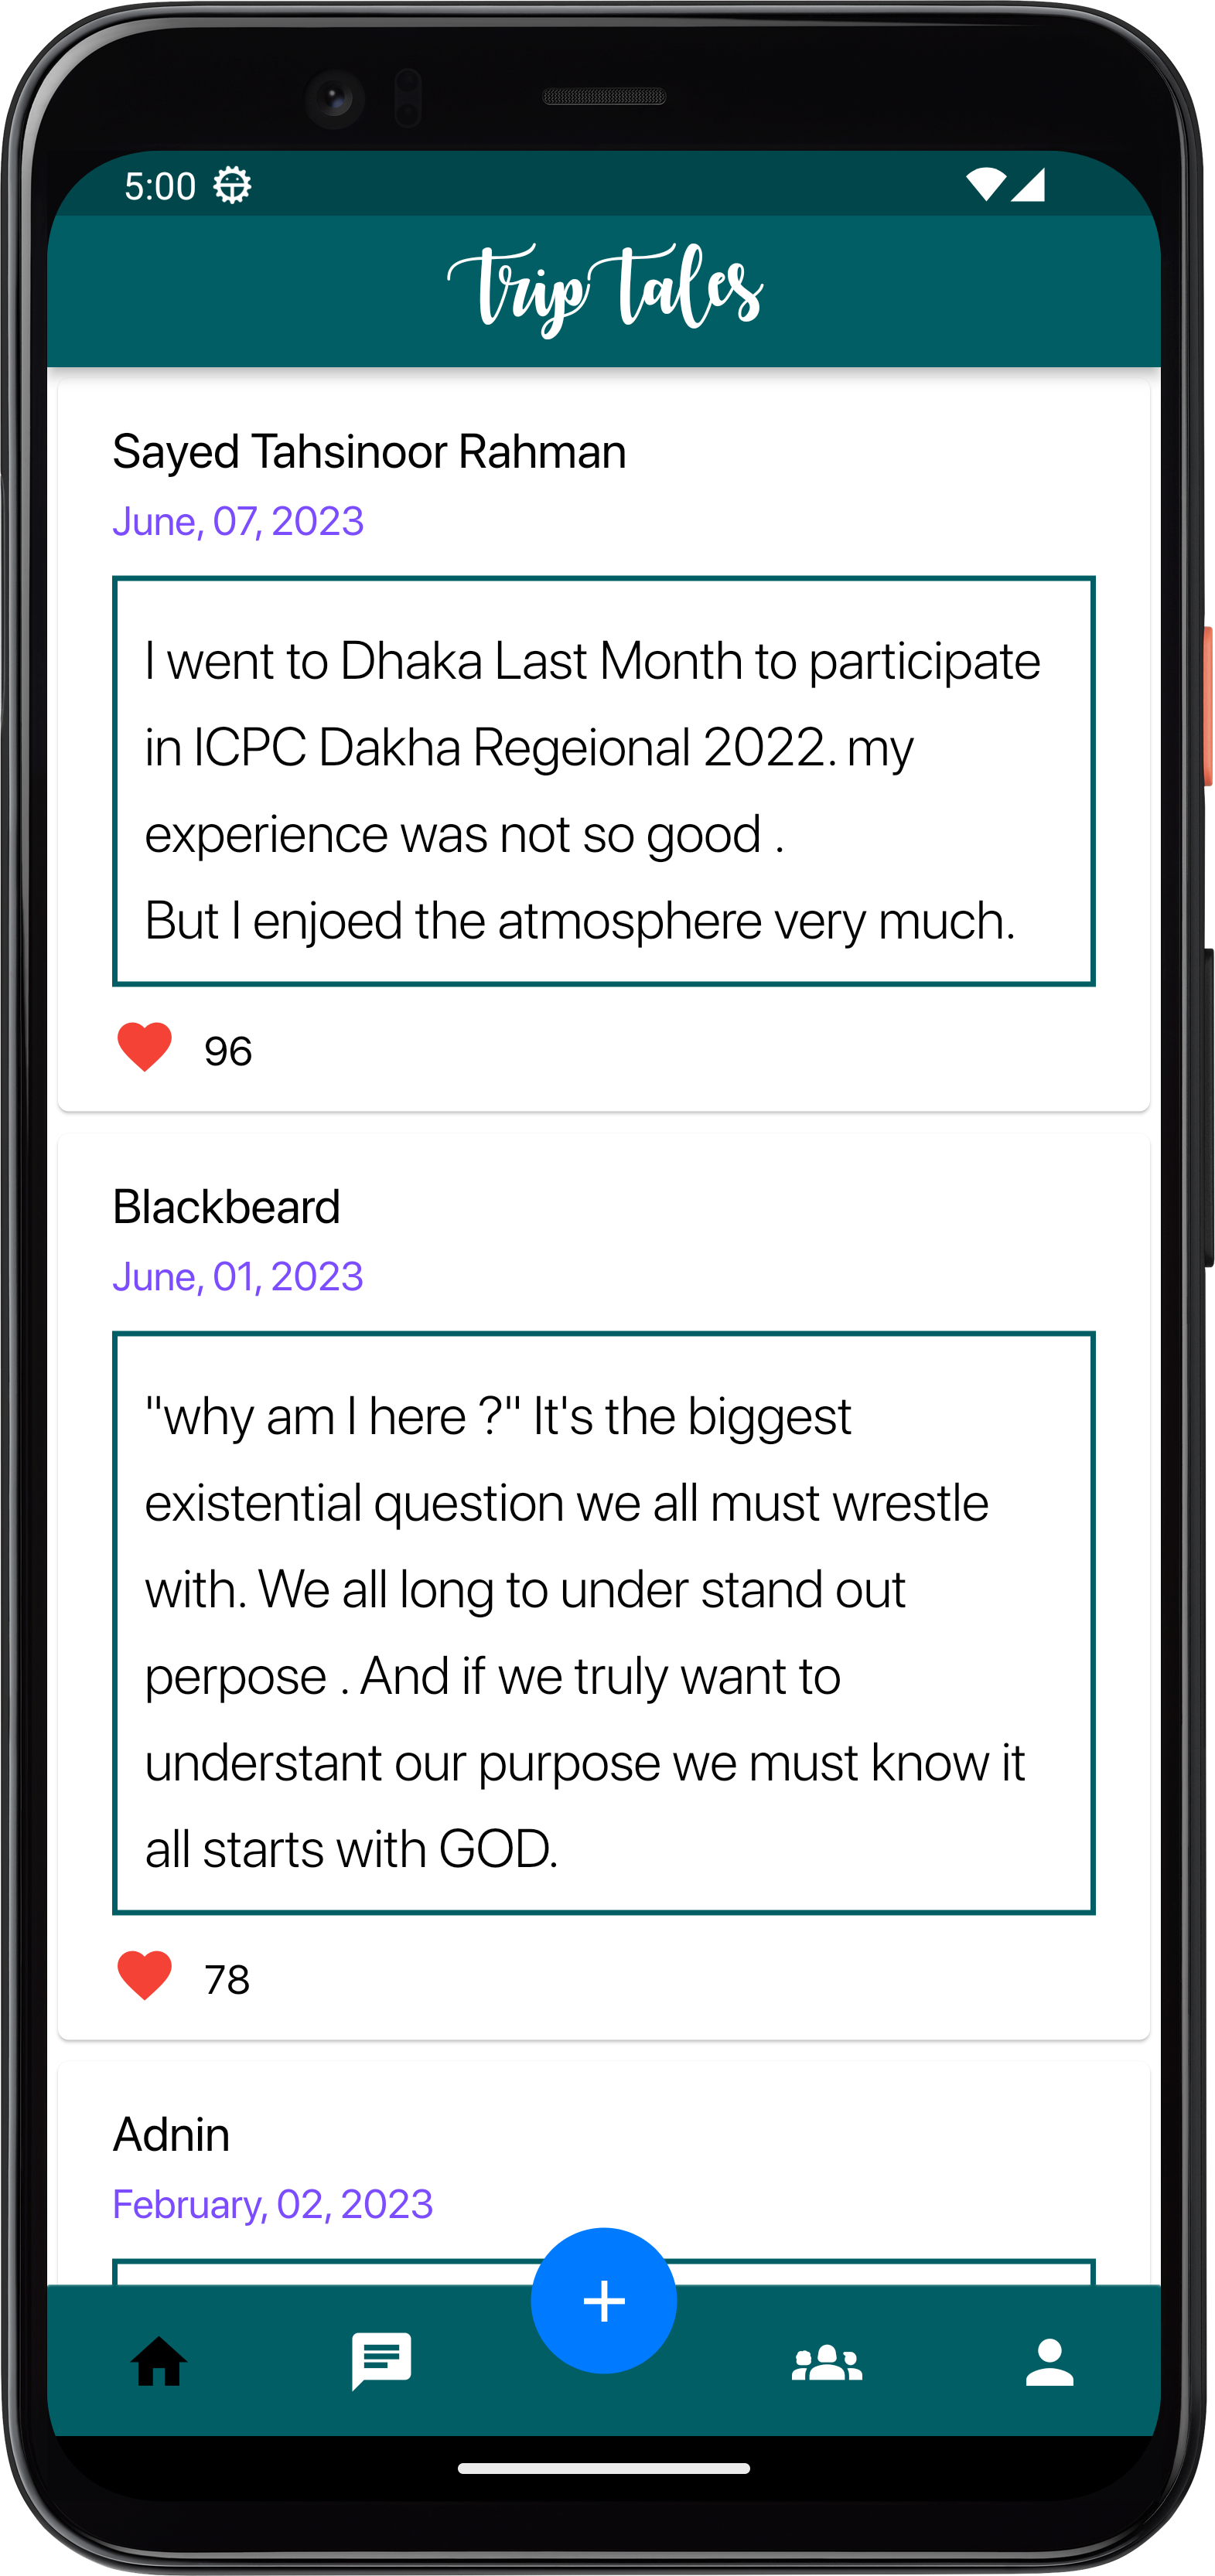 5:00
trip tales
Sayed Tahsinoor Rahman
June, 07, 2023
I went to Dhaka Last Month to participate
in ICPC Dakha Regeional 2022. my
experience was not so good .
But I enjoed the atmosphere very much.
96
Blackbeard
June, 01, 2023
"why am I here ?" It's the biggest
existential question we all must wrestle
with. We all long to under stand out
perpose . And if we truly want to
understant our purpose we must know it
all starts with GOD.
78
Adnin
February, 02, 2023